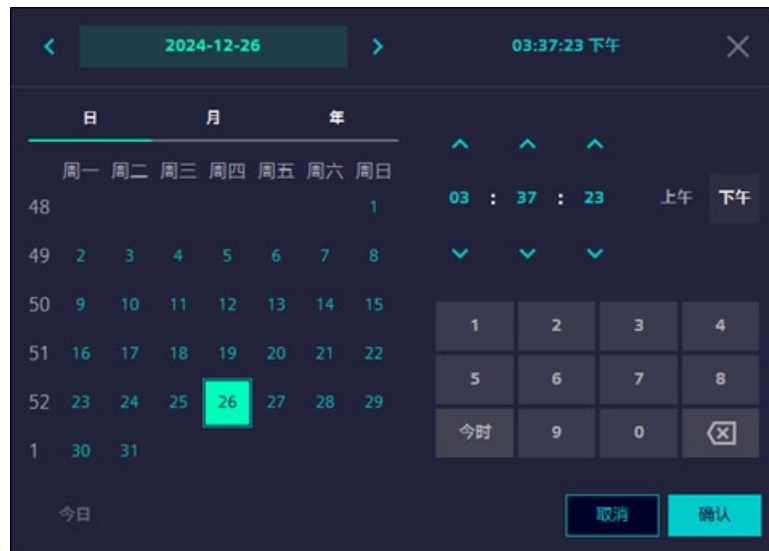 2024-12-26
03:37:23 下午
日 月 年
周一 周二 周三 周四 周五 周六 周日
48 1
49 2 3 4 5 6 7 8
50 9 10 11 12 13 14 15
51 16 17 18 19 20 21 22
52 23 24 25 26 27 28 29
1 30 31
今日
03 : 37 : 23 上午 下午
1 2 3 4
5 6 7 8
今时 9 0
取消 确认